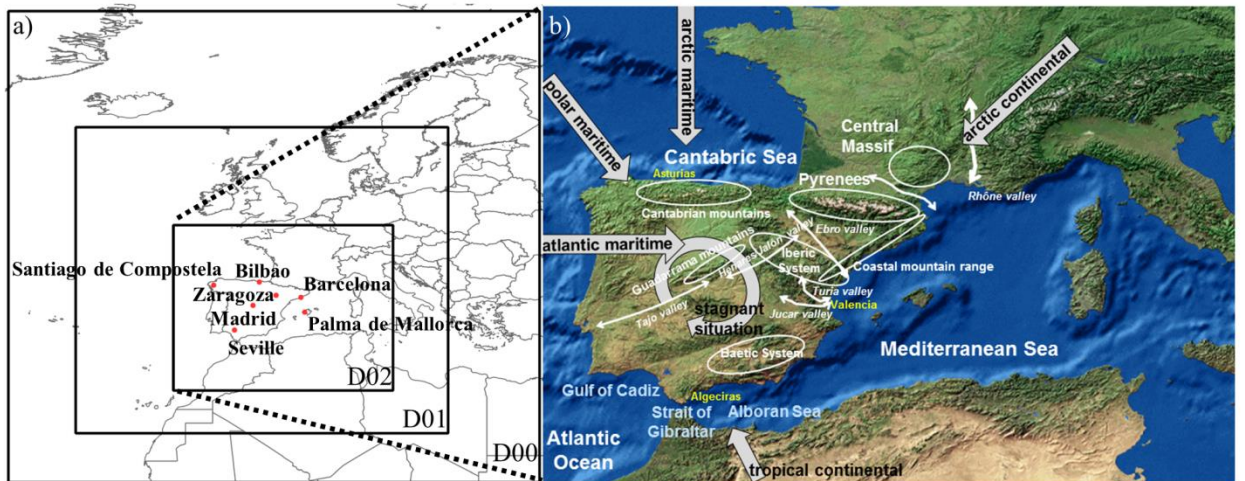 a)
Santiago de Compostela
Bilbao
Barcelona
Zaragoza
Madrid
Palma de Mallorca
Seville
D02
D01
D00
b)
arctic maritime
polar maritime
arctic continental
Cantabric Sea
Central
Massif
Asturias
Pyrenees
Rhône valley
Cantabrian mountains
Ebro valley
atlantic maritime
Guadarrama mountains
Henares Jalón valley
Iberic
System
Coastal mountain range
Turia valley
Tajo valley
stagnant
situation
Jucar valley
Valencia
Baetic System
Mediterranean Sea
Gulf of Cadiz
Algeciras
Strait of
Gibraltar
Alboran Sea
Atlantic
Ocean
tropical continental